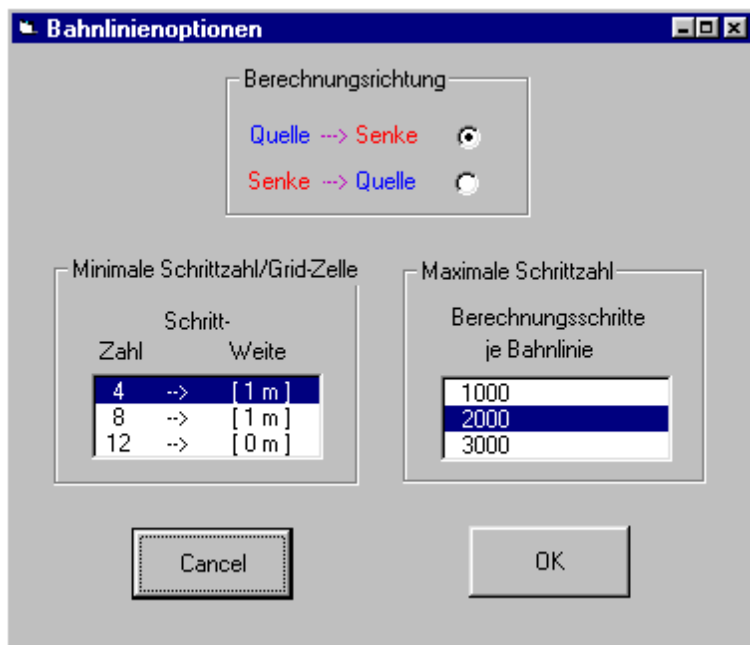 Bahnlinienoptionen
Berechnungsrichtung
Quelle ---> Senke
Senke ---> Quelle
Minimale Schrittzahl/Grid-Zelle
Schritt-
Zahl Weite
4 --> [ 1 m ]
8 --> [ 1 m ]
12 --> [ 0 m ]
Maximale Schrittzahl
Berechnungsschritte
je Bahnlinie
1000
2000
3000
Cancel
OK